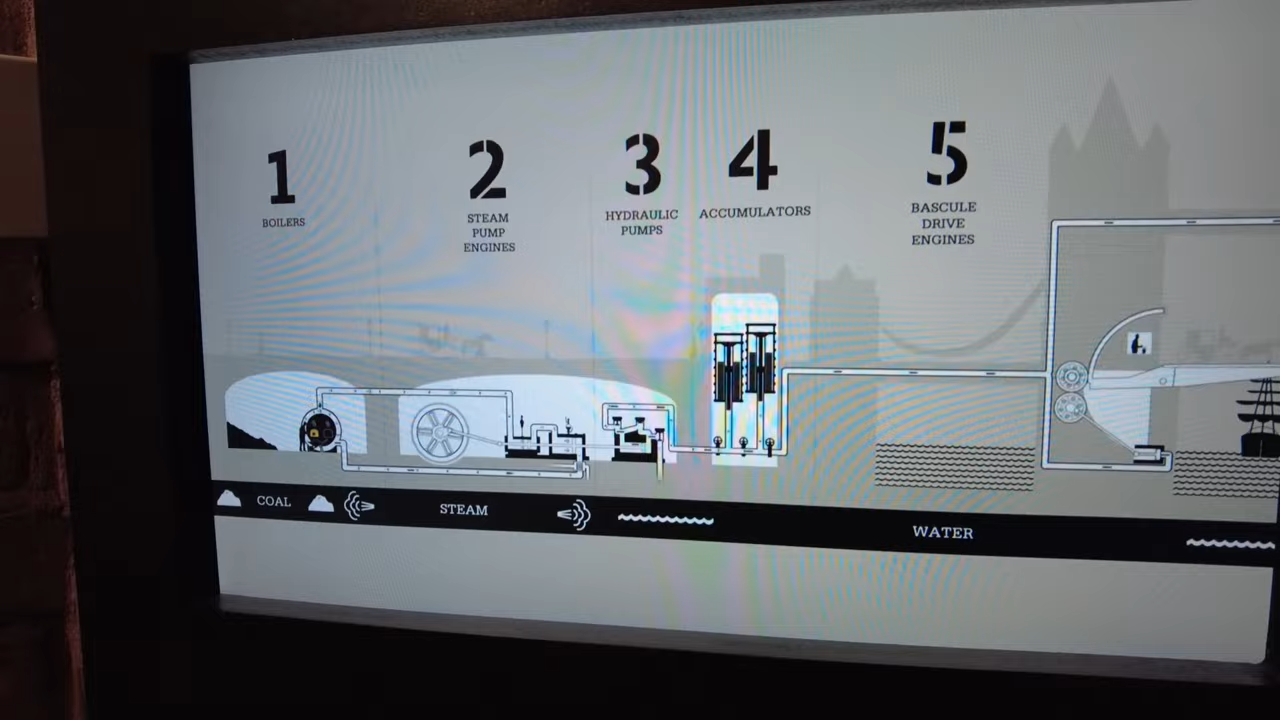 1
BOILERS
2
STEAM
PUMP
ENGINES
3
HYDRAULIC
PUMPS
4
ACCUMULATORS
5
BASCULE
DRIVE
ENGINES
COAL
STEAM
WATER